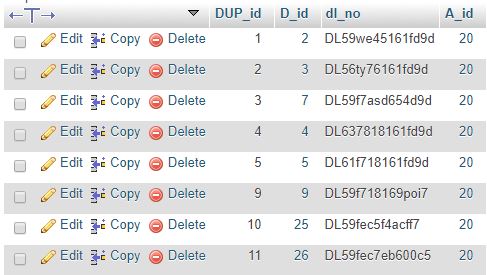 DUP_id D_id dl_no A_id
Edit Copy Delete 1 2 DL59we45161fd9d 20
Edit Copy Delete 2 3 DL56ty76161fd9d 20
Edit Copy Delete 3 7 DL59f7asd654d9d 20
Edit Copy Delete 4 4 DL637818161fd9d 20
Edit Copy Delete 5 5 DL61f718161fd9d 20
Edit Copy Delete 9 9 DL59f718169poi7 20
Edit Copy Delete 10 25 DL59fec5f4acff7 20
Edit Copy Delete 11 26 DL59fec7eb600c5 20